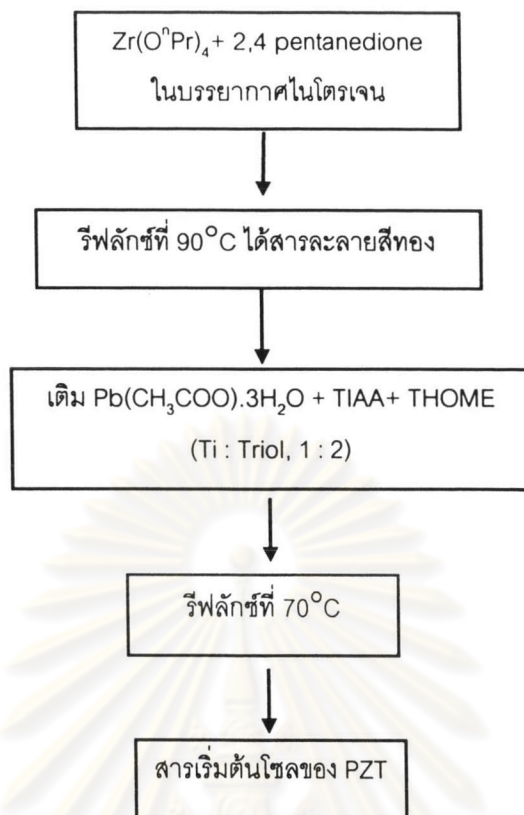 Zr(OⁿPr)₄+ 2,4 pentanedione
ในบรรยากาศไนโตรเจน
รีฟลักซ์ที่ 90°C ได้สารละลายสีทอง
เติม Pb(CH₃COO).3H₂O + TIAA+ THOME
(Ti : Triol, 1 : 2)
รีฟลักซ์ที่ 70°C
สารเริ่มต้นโซลของ PZT